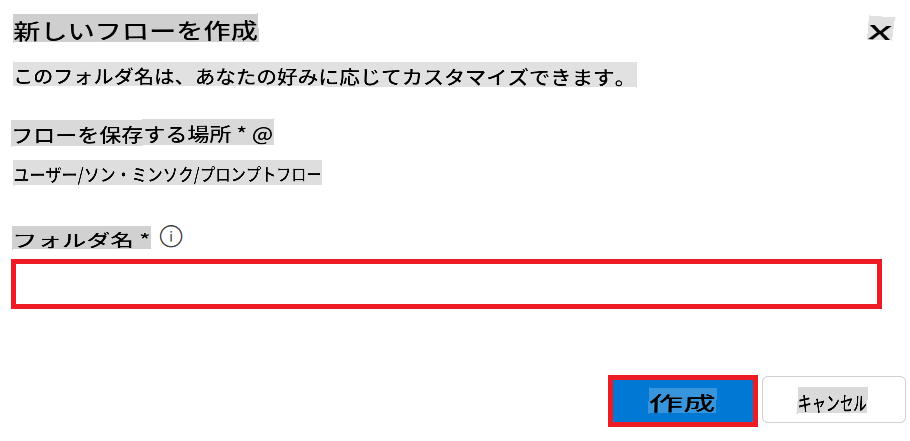 新しいフローを作成
X
このフォルダ名は、あなたの好みに応じてカスタマイズできます。
フローを保存する場所 * @
ユーザー/ソン・ミンソク/プロンプトフロー
フォルダ名 * i
作成
キャンセル